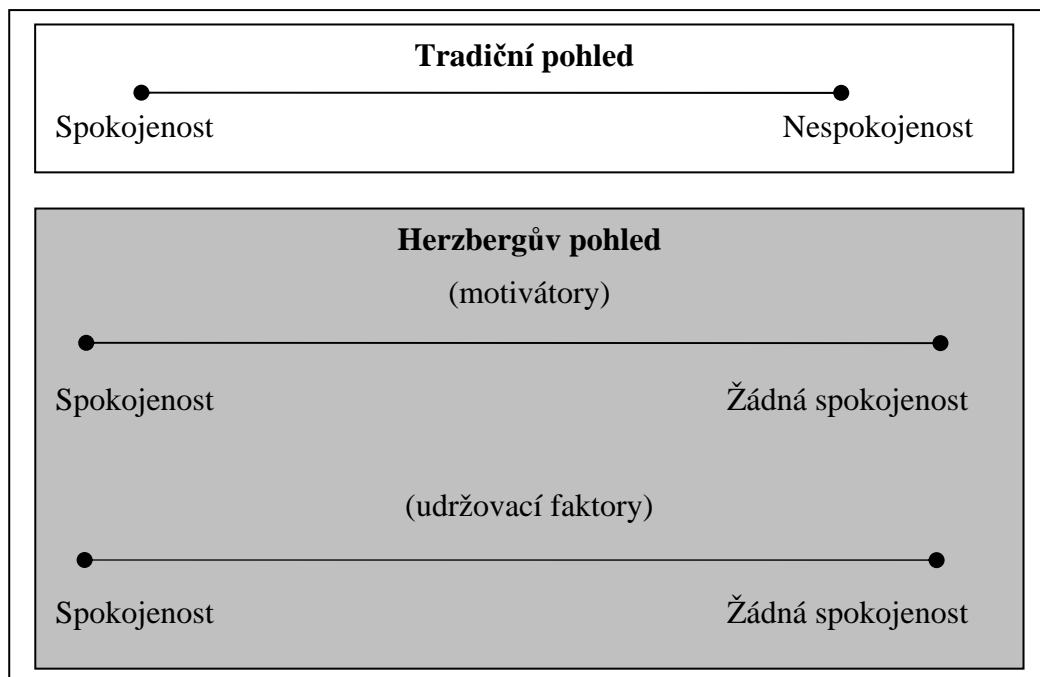 Tradiční pohled
Spokojenost Nespokojenost
Herzbergův pohled
(motivátory)
Spokojenost Žádná spokojenost
(udržovací faktory)
Spokojenost Žádná spokojenost